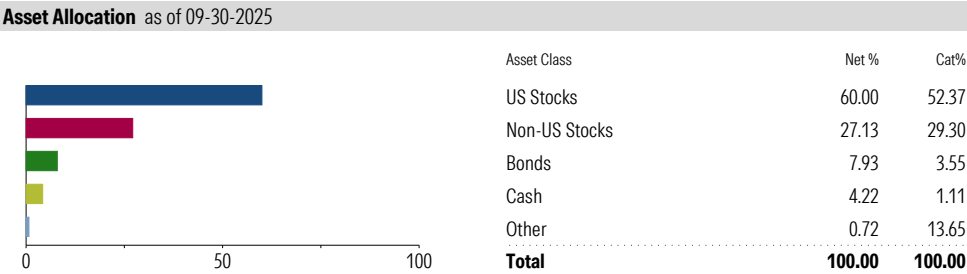 Asset Allocation as of 09-30-2025
Asset Class Net % Cat%
US Stocks 60.00 52.37
Non-US Stocks 27.13 29.30
Bonds 7.93 3.55
Cash 4.22 1.11
Other 0.72 13.65
Total 100.00 100.00
0 50 100